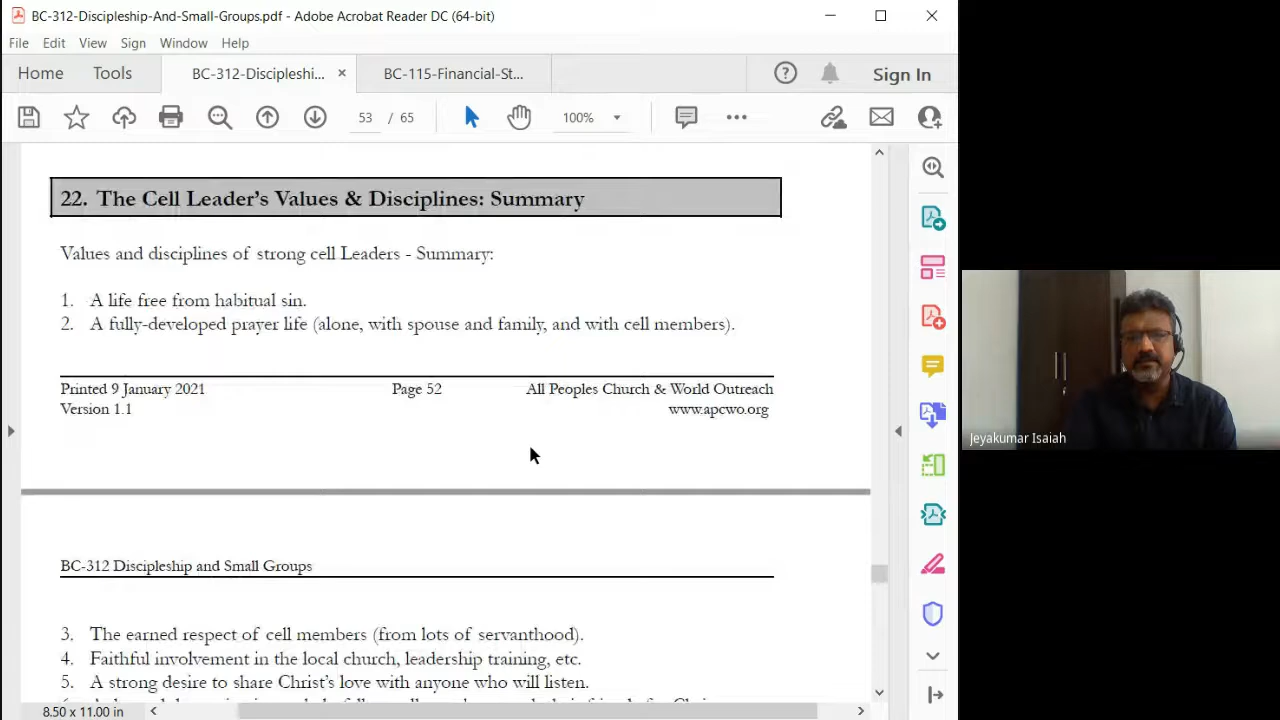 BC-312-Discipleship-And-Small-Groups.pdf - Adobe Acrobat Reader DC (64-bit)
File Edit View Sign Window Help
Home Tools BC-312-Discipleshi... × BC-115-Financial-St... Sign In
53 / 65 100%
22. The Cell Leader's Values & Disciplines: Summary
Values and disciplines of strong cell Leaders - Summary:
1. A life free from habitual sin.
2. A fully-developed prayer life (alone, with spouse and family, and with cell members).
Printed 9 January 2021 Page 52 All Peoples Church & World Outreach
Version 1.1 www.apcwo.org
BC-312 Discipleship and Small Groups
3. The earned respect of cell members (from lots of servanthood).
4. Faithful involvement in the local church, leadership training, etc.
5. A strong desire to share Christ's love with anyone who will listen.
8.50 x 11.00 in
Jeyakumar Isaiah